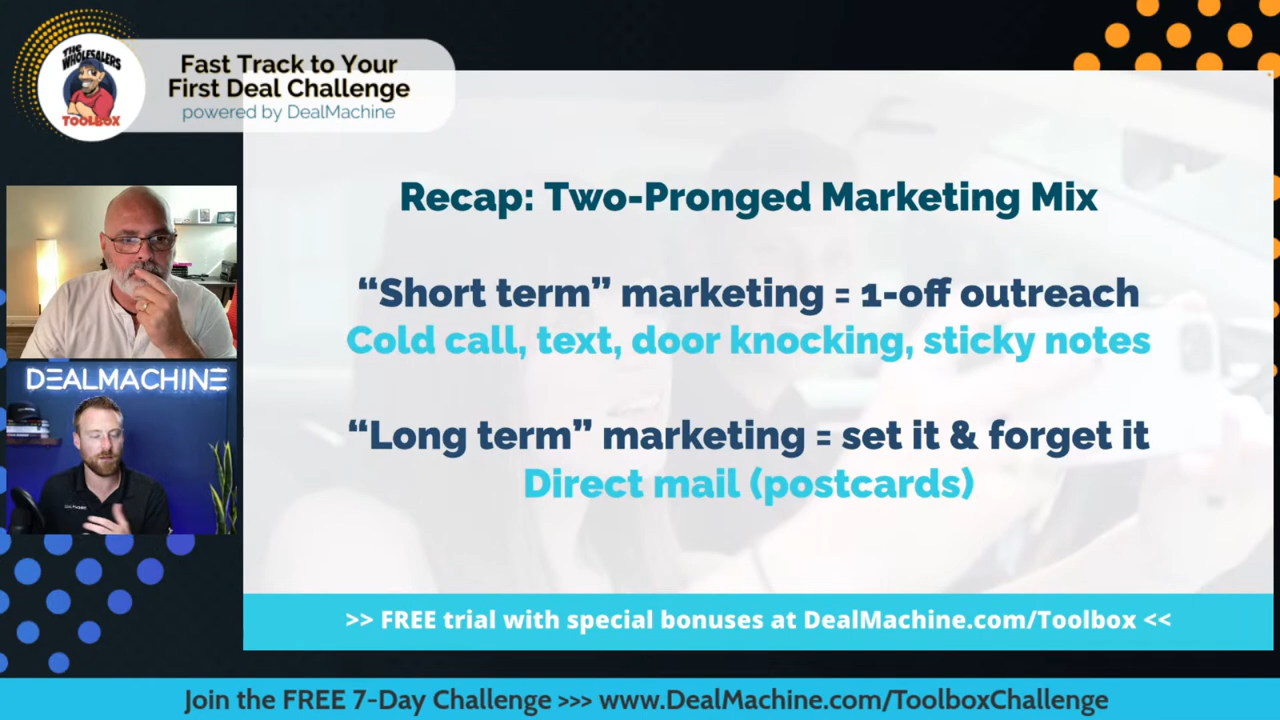 THE
WHOLESALERS
TOOLBOX
Fast Track to Your
First Deal Challenge
powered by DealMachine
Recap: Two-Pronged Marketing Mix
“Short term” marketing = 1-off outreach
Cold call, text, door knocking, sticky notes
“Long term” marketing = set it & forget it
Direct mail (postcards)
DEALMACHINE
>> FREE trial with special bonuses at DealMachine.com/Toolbox <<
Join the FREE 7-Day Challenge >>> www.DealMachine.com/ToolboxChallenge